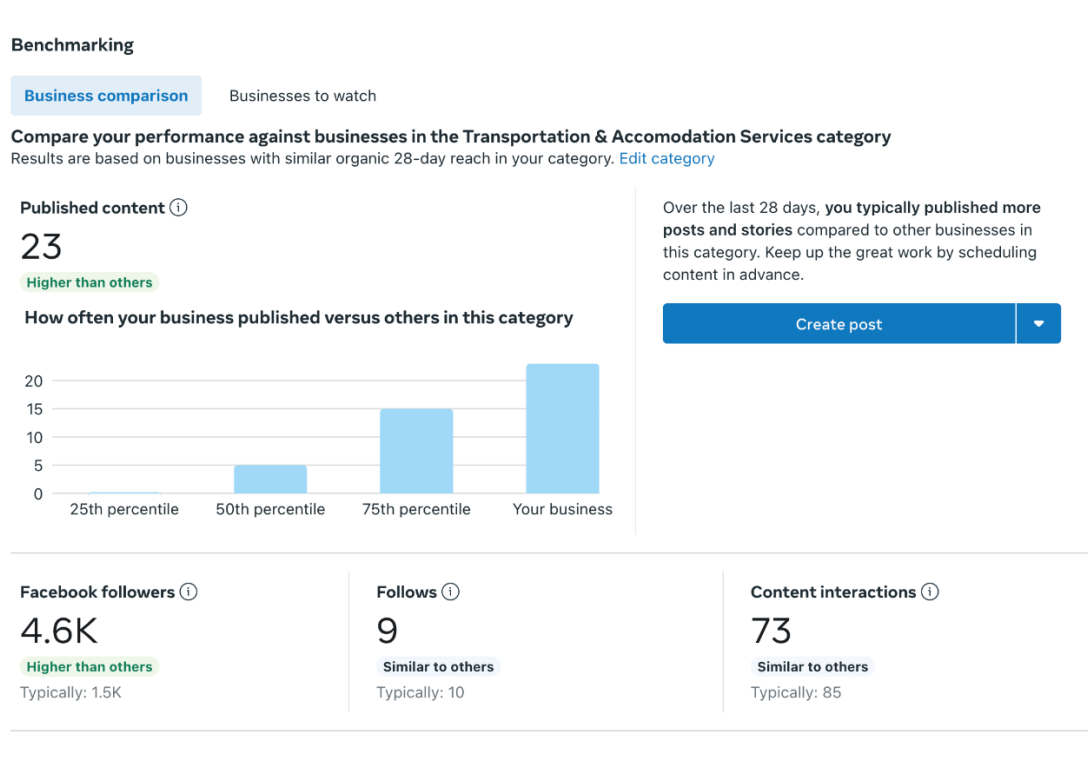 Benchmarking
Business comparison
Businesses to watch
Compare your performance against businesses in the Transportation & Accomodation Services category
Results are based on businesses with similar organic 28-day reach in your category. Edit category
Published content
23
Higher than others
How often your business published versus others in this category
20
15
10
5
0
25th percentile
50th percentile
75th percentile
Your business
Over the last 28 days, you typically published more
posts and stories compared to other businesses in
this category. Keep up the great work by scheduling
content in advance.
Create post
Facebook followers
4.6K
Higher than others
Typically: 1.5K
Follows
9
Similar to others
Typically: 10
Content interactions
73
Similar to others
Typically: 85